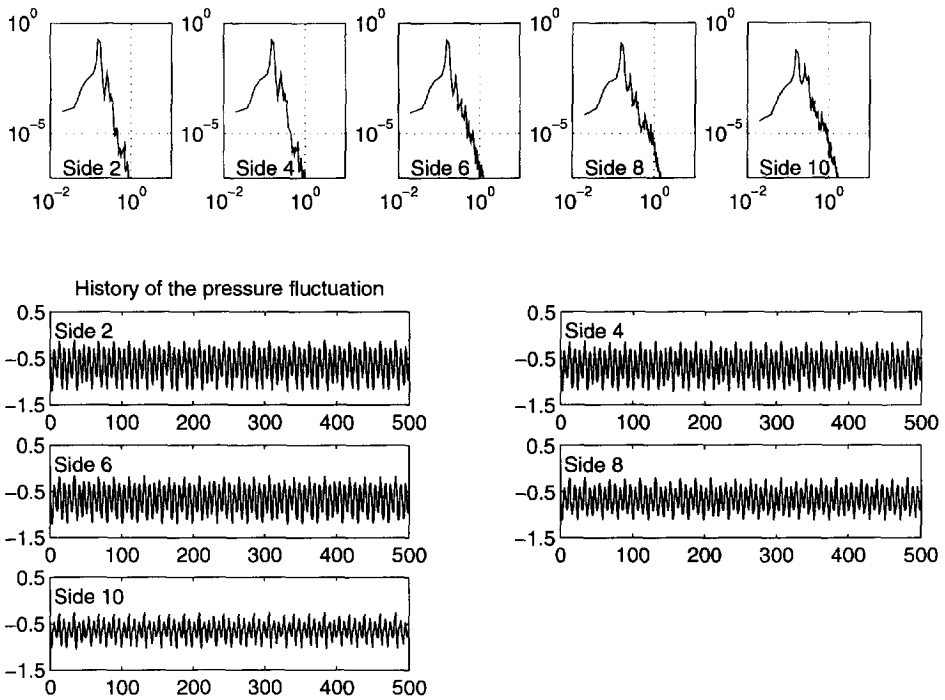 10^0 10^0 10^0 10^0 10^0
10^-5 10^-5 10^-5 10^-5 10^-5
Side 2 Side 4 Side 6 Side 8 Side 10
10^-2 10^0 10^-2 10^0 10^-2 10^0 10^-2 10^0 10^-2 10^0
History of the pressure fluctuation
0.5
Side 2
−0.5
−1.5
0 100 200 300 400 500
0.5
Side 4
−0.5
−1.5
0 100 200 300 400 500
0.5
Side 6
−0.5
−1.5
0 100 200 300 400 500
0.5
Side 8
−0.5
−1.5
0 100 200 300 400 500
0.5
Side 10
−0.5
−1.5
0 100 200 300 400 500